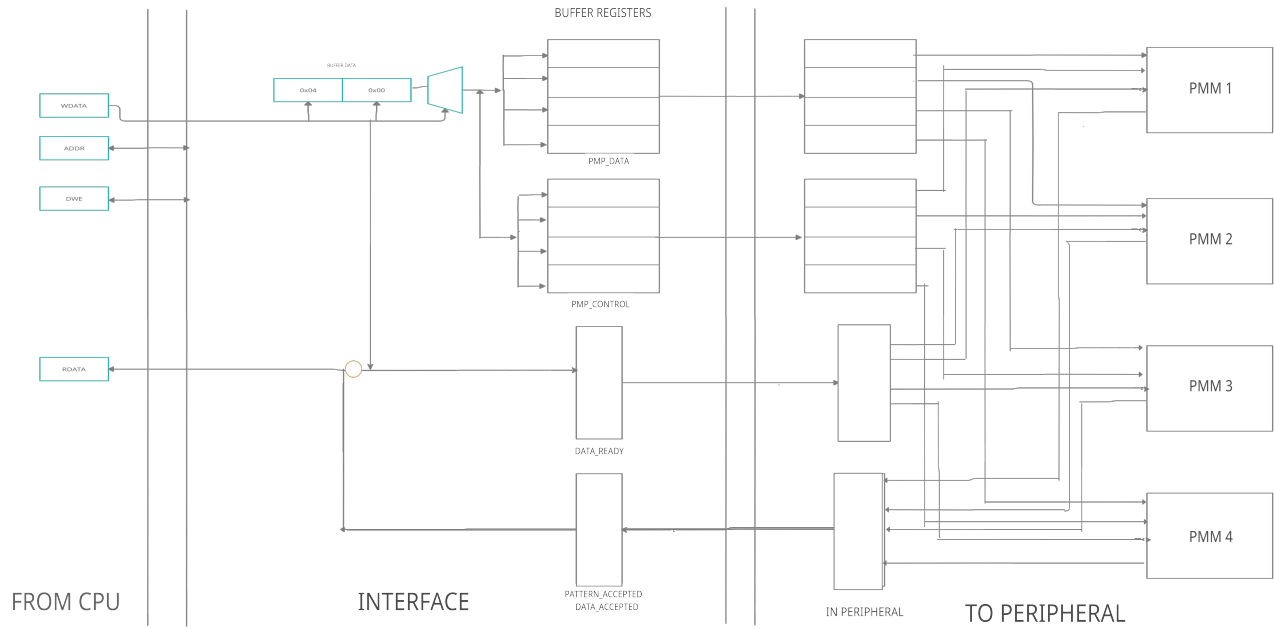 BUFFER REGISTERS
BUFFER DATA
0x04
0x00
WDATA
ADDR
DWE
PMP_DATA
PMP_CONTROL
RDATA
DATA_READY
PATTERN_ACCEPTED
DATA_ACCEPTED
IN PERIPHERAL
PMM 1
PMM 2
PMM 3
PMM 4
FROM CPU
INTERFACE
TO PERIPHERAL